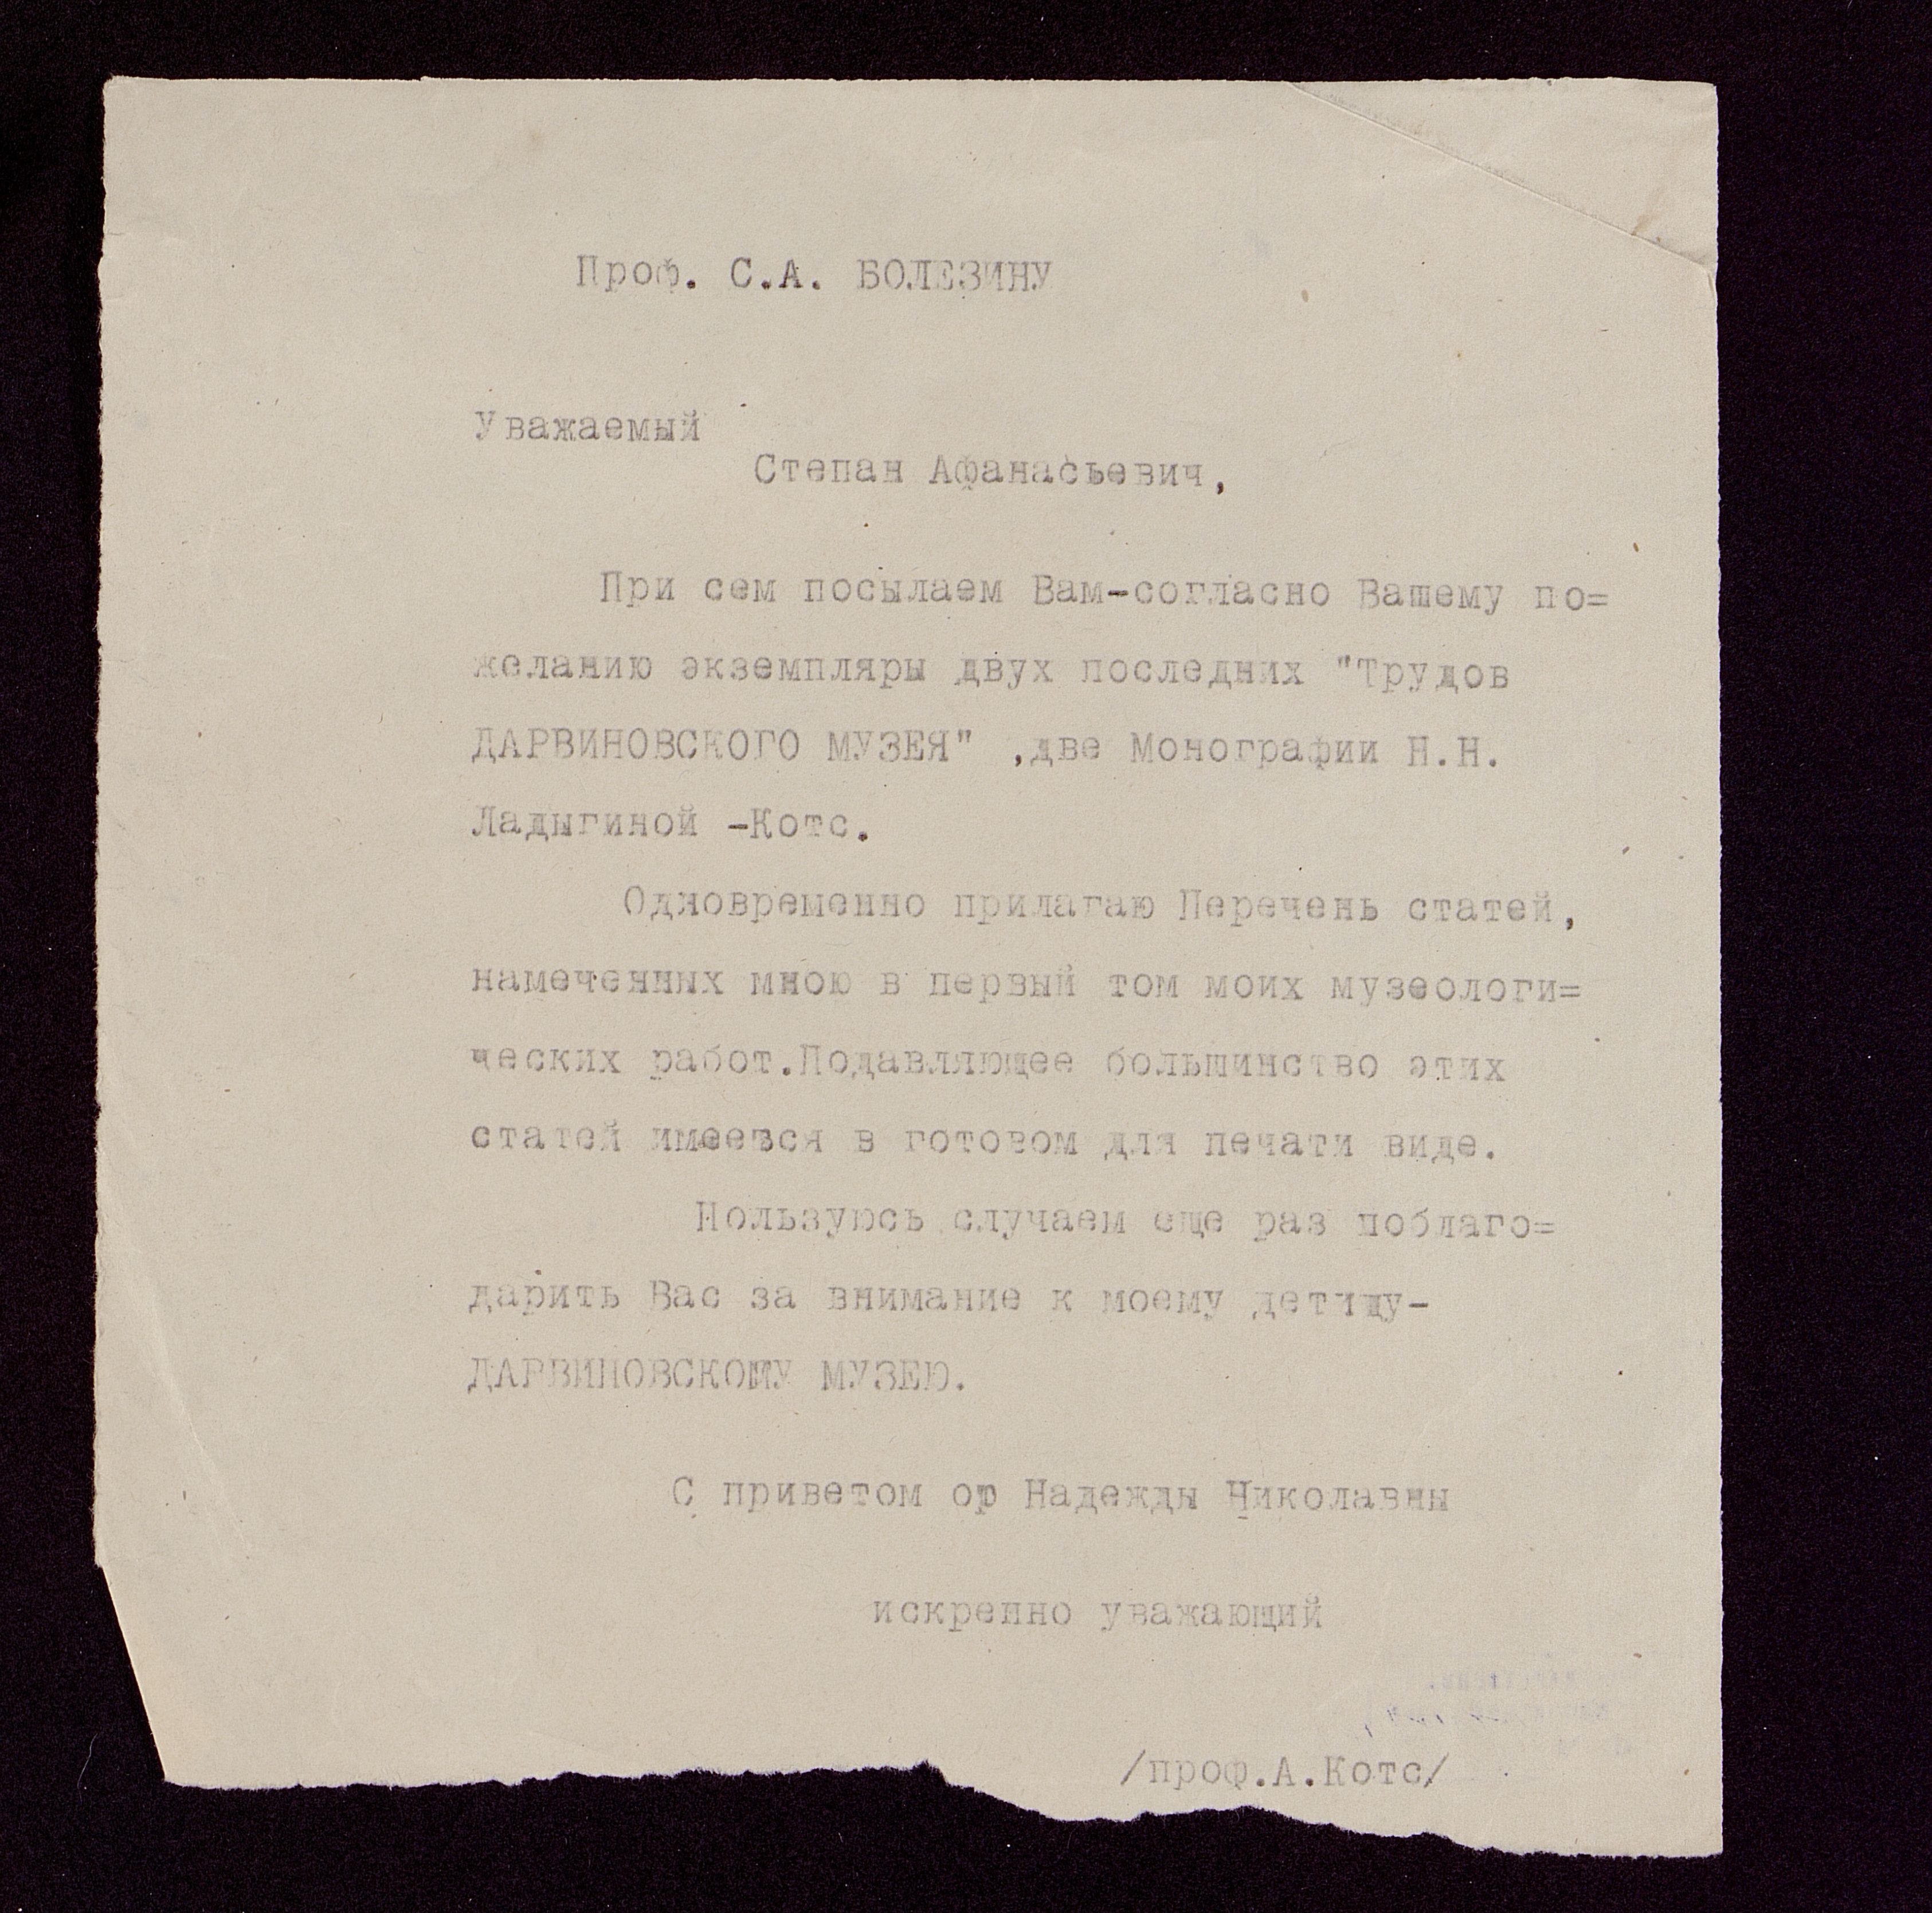 Проф. С.А. БОЛЕЗИНУ
Уважаемый
Степан Афанасьевич,
При сем посылаем Вам-согласно Вашему по=
желанию экземпляры двух последних "Трудов
ДАРВИНОВСКОГО МУЗЕЯ" ,две Монографии Н.Н.
Ладыгиной -Котс.
Одновременно прилагаю Перечень статей,
намеченных мною в первый том моих музеологи=
ческих работ.Подавляющее большинство этих
статей имеется в готовом для печати виде.
Пользуюсь случаем еще раз поблаго=
дарить Вас за внимание к моему детищу-
ДАРВИНОВСКОМУ МУЗЕЮ.
С приветом от Надежды Николавны
искренно уважающий
/проф.А.Котс/